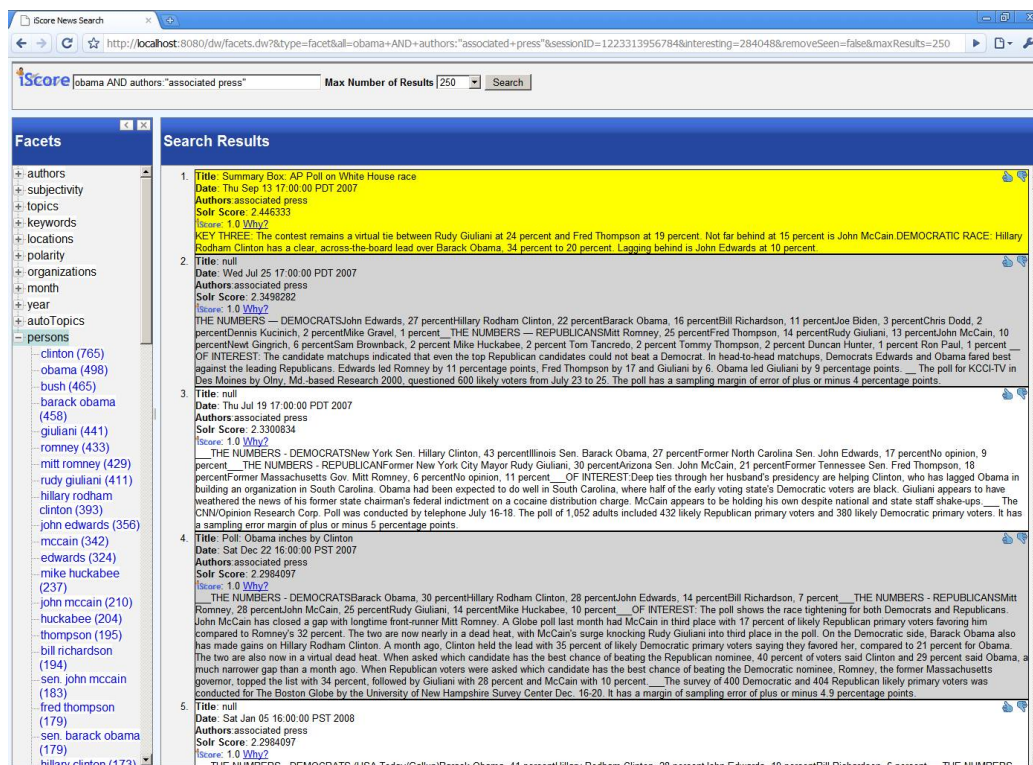 iScore News Search
http://localhost:8080/dw/facets.dw?&type=facet&all=obama+AND+authors:"associated+press"&sessionID=1223313956784&interesting=284048&removeSeen=false&maxResults=250
iScore obama AND authors:"associated press" Max Number of Results 250 Search
Facets
authors
subjectivity
topics
keywords
locations
polarity
organizations
month
year
autoTopics
persons
clinton (765)
obama (498)
bush (465)
barack obama
(458)
giuliani (441)
romney (433)
mitt romney (429)
rudy giuliani (411)
hillary rodham
clinton (393)
john edwards (356)
mccain (342)
edwards (324)
mike huckabee
(237)
john mccain (210)
huckabee (204)
thompson (195)
bill richardson
(194)
sen. john mccain
(183)
fred thompson
(179)
sen. barack obama
(179)
hillary clinton (173)
Search Results
1. Title: Summary Box: AP Poll on White House race
Date: Thu Sep 13 17:00:00 PDT 2007
Authors:associated press
Solr Score: 2.446333
iScore: 1.0 Why?
KEY THREE: The contest remains a virtual tie between Rudy Giuliani at 24 percent and Fred Thompson at 19 percent. Not far behind at 15 percent is John McCain.DEMOCRATIC RACE: Hillary
Rodham Clinton has a clear, across-the-board lead over Barack Obama, 34 percent to 20 percent. Lagging behind is John Edwards at 10 percent.
2. Title: null
Date: Wed Jul 25 17:00:00 PDT 2007
Authors:associated press
Solr Score: 2.3498282
iScore: 1.0 Why?
THE NUMBERS — DEMOCRATSJohn Edwards, 27 percentHillary Rodham Clinton, 22 percentBarack Obama, 16 percentBill Richardson, 11 percentJoe Biden, 3 percentChris Dodd, 2
percentDennis Kucinich, 2 percentMike Gravel, 1 percent__THE NUMBERS — REPUBLICANSMitt Romney, 25 percentFred Thompson, 14 percentRudy Giuliani, 13 percentJohn McCain, 10
percentNewt Gingrich, 6 percentSam Brownback, 2 percent Mike Huckabee, 2 percent Tom Tancredo, 2 percent Tommy Thompson, 2 percent Duncan Hunter, 1 percent Ron Paul, 1 percent __
OF INTEREST: The candidate matchups indicated that even the top Republican candidates could not beat a Democrat. In head-to-head matchups, Democrats Edwards and Obama fared best
against the leading Republicans. Edwards led Romney by 11 percentage points, Fred Thompson by 17 and Giuliani by 6. Obama led Giuliani by 9 percentage points. __ The poll for KCCI-TV in
Des Moines by Olny, Md.-based Research 2000, questioned 600 likely voters from July 23 to 25. The poll has a sampling margin of error of plus or minus 4 percentage points.
3. Title: null
Date: Thu Jul 19 17:00:00 PDT 2007
Authors:associated press
Solr Score: 2.3300834
iScore: 1.0 Why?
___THE NUMBERS - DEMOCRATSNew York Sen. Hillary Clinton, 43 percentIllinois Sen. Barack Obama, 27 percentFormer North Carolina Sen. John Edwards, 17 percentNo opinion, 9
percent___THE NUMBERS - REPUBLICANFormer New York City Mayor Rudy Giuliani, 30 percentArizona Sen. John McCain, 21 percentFormer Tennessee Sen. Fred Thompson, 18
percentFormer Massachusetts Gov. Mitt Romney, 6 percentNo opinion, 11 percent___OF INTEREST:Deep ties through her husband's presidency are helping Clinton, who has lagged Obama in
building an organization in South Carolina. Obama had been expected to do well in South Carolina, where half of the early voting state's Democratic voters are black. Giuliani appears to have
weathered the news of his former state chairman's federal indictment on a cocaine distribution charge. McCain appears to be holding his own despite national and state staff shake-ups.___ The
CNN/Opinion Research Corp. Poll was conducted by telephone July 16-18. The poll of 1,052 adults included 432 likely Republican primary voters and 380 likely Democratic primary voters. It has
a sampling error margin of plus or minus 5 percentage points.
4. Title: Poll: Obama inches by Clinton
Date: Sat Dec 22 16:00:00 PST 2007
Authors:associated press
Solr Score: 2.2984097
iScore: 1.0 Why?
___THE NUMBERS - DEMOCRATSBarack Obama, 30 percentHillary Rodham Clinton, 28 percentJohn Edwards, 14 percentBill Richardson, 7 percent___THE NUMBERS - REPUBLICANSMitt
Romney, 28 percentJohn McCain, 25 percentRudy Giuliani, 14 percentMike Huckabee, 10 percent___OF INTEREST: The poll shows the race tightening for both Democrats and Republicans.
John McCain has closed a gap with longtime front-runner Mitt Romney. A Globe poll last month had McCain in third place with 17 percent of likely Republican primary voters favoring him
compared to Romney's 32 percent. The two are now nearly in a dead heat, with McCain's surge knocking Rudy Giuliani into third place in the poll. On the Democratic side, Barack Obama also
has made gains on Hillary Rodham Clinton. A month ago, Clinton held the lead with 35 percent of likely Democratic primary voters saying they favored her, compared to 21 percent for Obama.
The two are also now in a virtual dead heat. When asked which candidate has the best chance of beating the Republican nominee, 40 percent of voters said Clinton and 29 percent said Obama, a
much narrower gap than a month ago. When Republican voters were asked which candidate has the best chance of beating the Democratic nominee, Romney, the former Massachusetts
governor, topped the list with 34 percent, followed by Giuliani with 28 percent and McCain with 10 percent.___The survey of 400 Democratic and 404 Republican likely primary voters was
conducted for The Boston Globe by the University of New Hampshire Survey Center Dec. 16-20. It has a margin of sampling error of plus or minus 4.9 percentage points.
5. Title: null
Date: Sat Jan 05 16:00:00 PST 2008
Authors:associated press
Solr Score: 2.2984097
iScore: 1.0 Why?